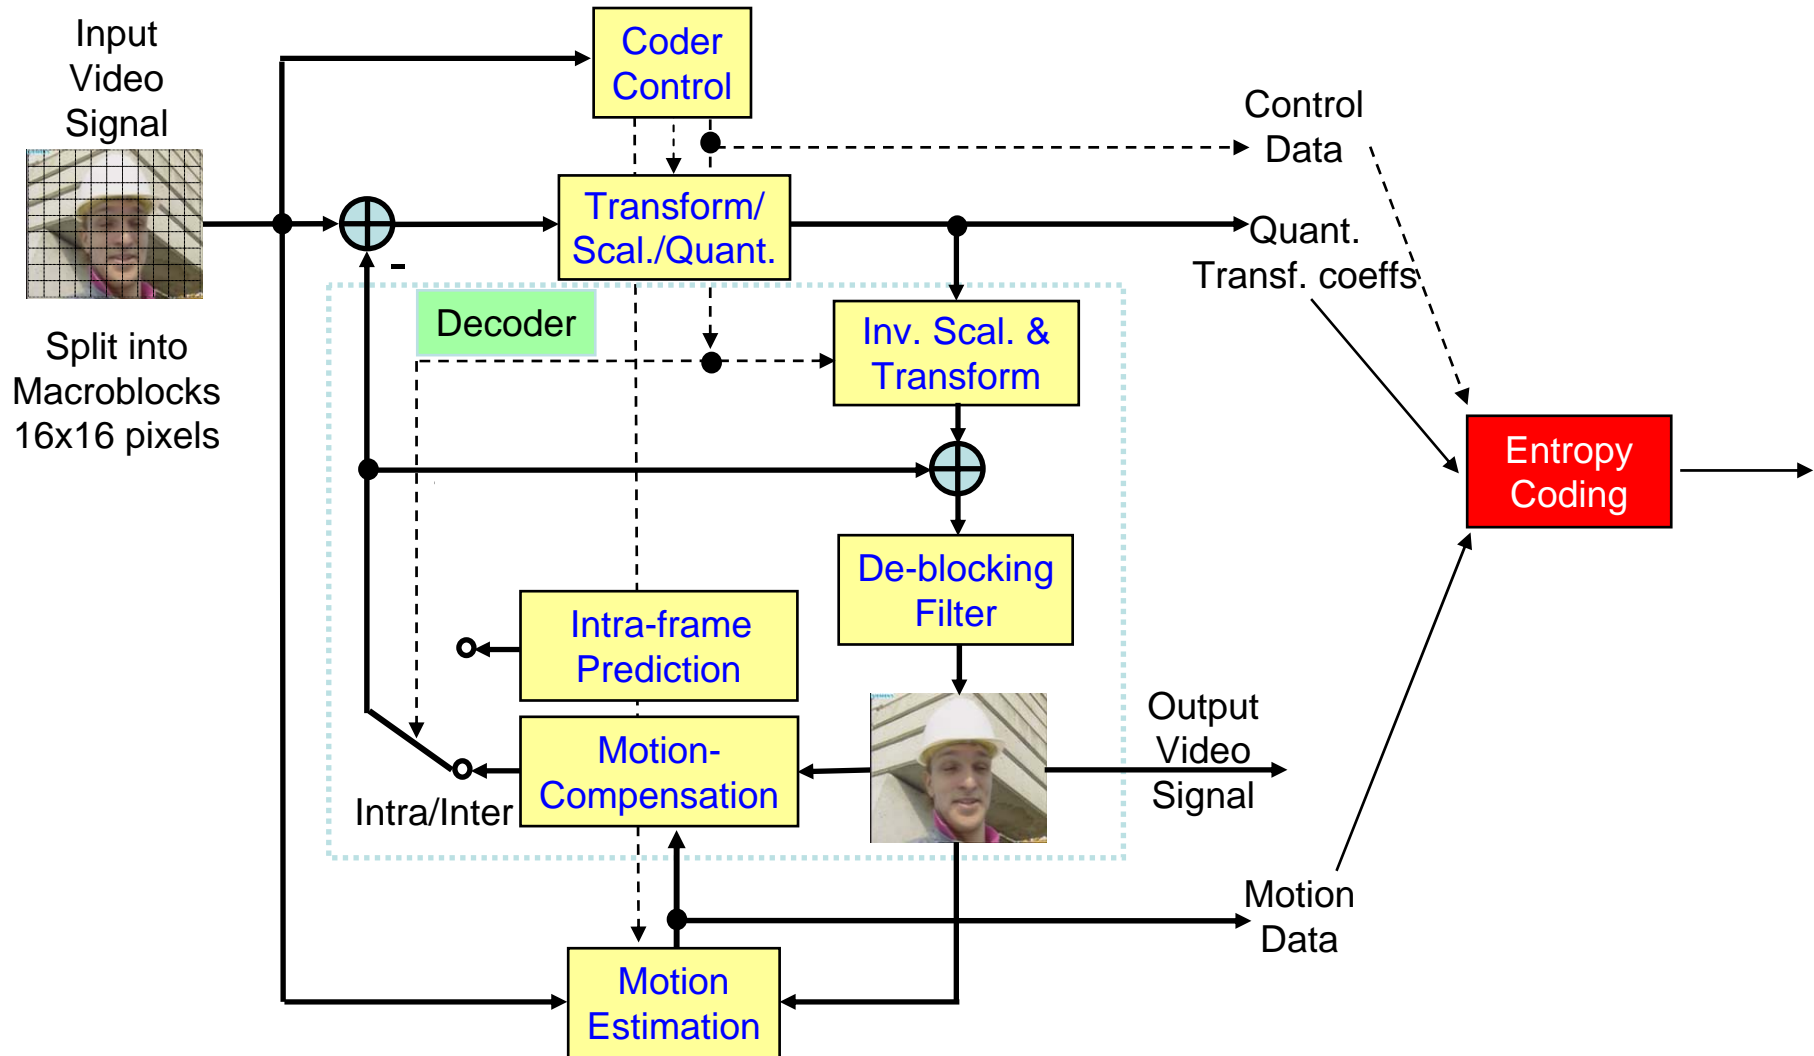 Input
Video
Signal
Coder
Control
Control
Data
Transform/
Scal./Quant.
Quant.
Transf. coeffs
-
Decoder
Inv. Scal. &
Transform
Split into
Macroblocks
16x16 pixels
Entropy
Coding
De-blocking
Filter
Intra-frame
Prediction
Motion-
Compensation
Intra/Inter
Output
Video
Signal
Motion
Data
Motion
Estimation